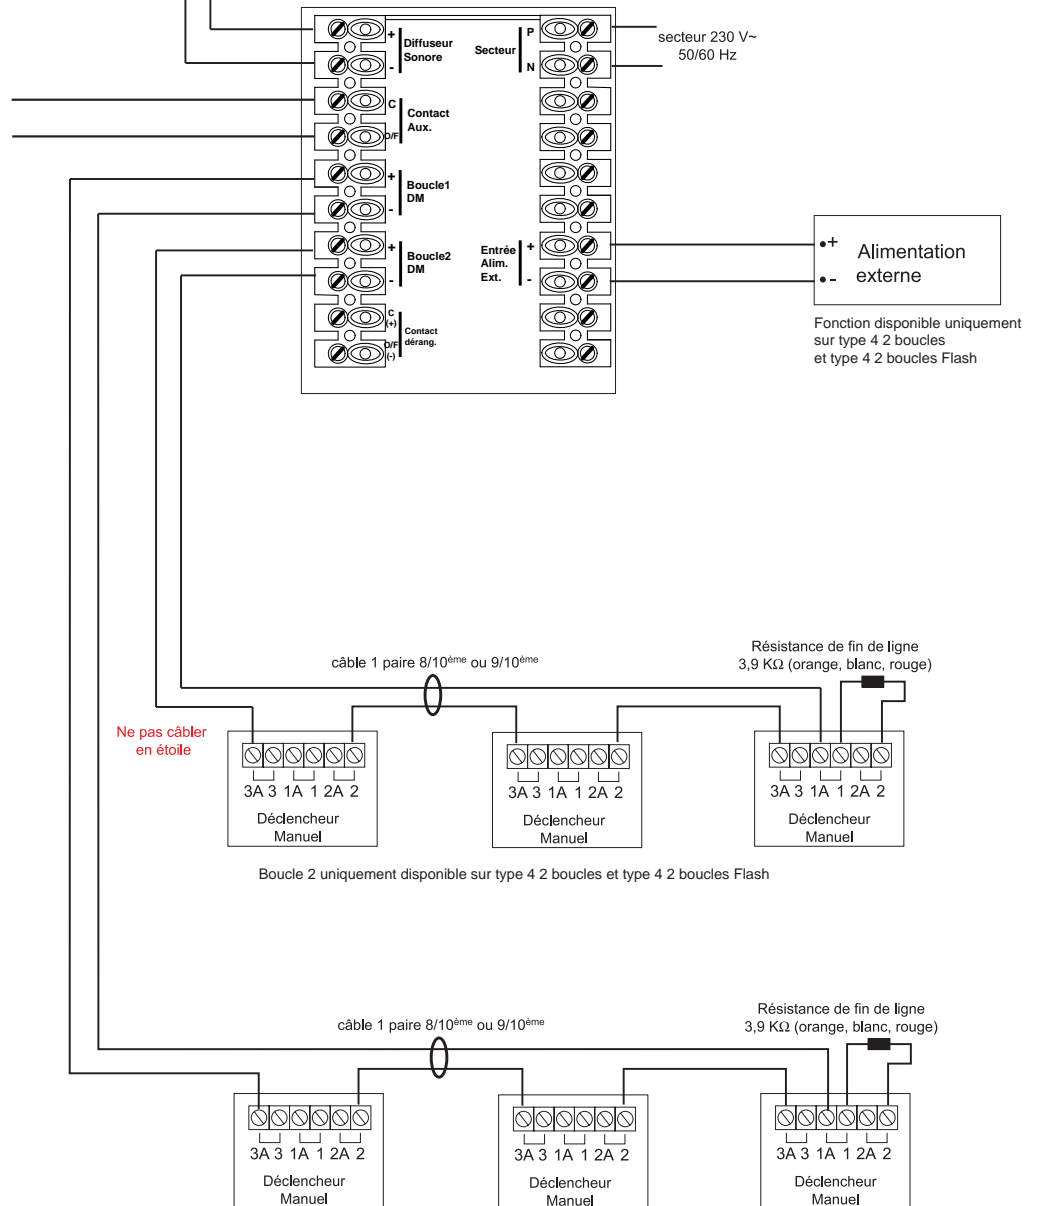 +
Diffuseur
Sonore
-
C
Contact
Aux.
O/F
+
Boucle1
DM
-
+
Boucle2
DM
-
C
(+)
Contact
dérang.
O/F
(-)
P
Secteur
N
secteur 230 V~
50/60 Hz
Entrée
Alim.
Ext.
+
-
+
-
Alimentation
externe
Fonction disponible uniquement
sur type 4 2 boucles
et type 4 2 boucles Flash
câble 1 paire 8/10ème ou 9/10ème
Résistance de fin de ligne
3,9 KΩ (orange, blanc, rouge)
Ne pas câbler
en étoile
3A 3 1A 1 2A 2
Déclencheur
Manuel
3A 3 1A 1 2A 2
Déclencheur
Manuel
3A 3 1A 1 2A 2
Déclencheur
Manuel
Boucle 2 uniquement disponible sur type 4 2 boucles et type 4 2 boucles Flash
câble 1 paire 8/10ème ou 9/10ème
Résistance de fin de ligne
3,9 KΩ (orange, blanc, rouge)
3A 3 1A 1 2A 2
Déclencheur
Manuel
3A 3 1A 1 2A 2
Déclencheur
Manuel
3A 3 1A 1 2A 2
Déclencheur
Manuel